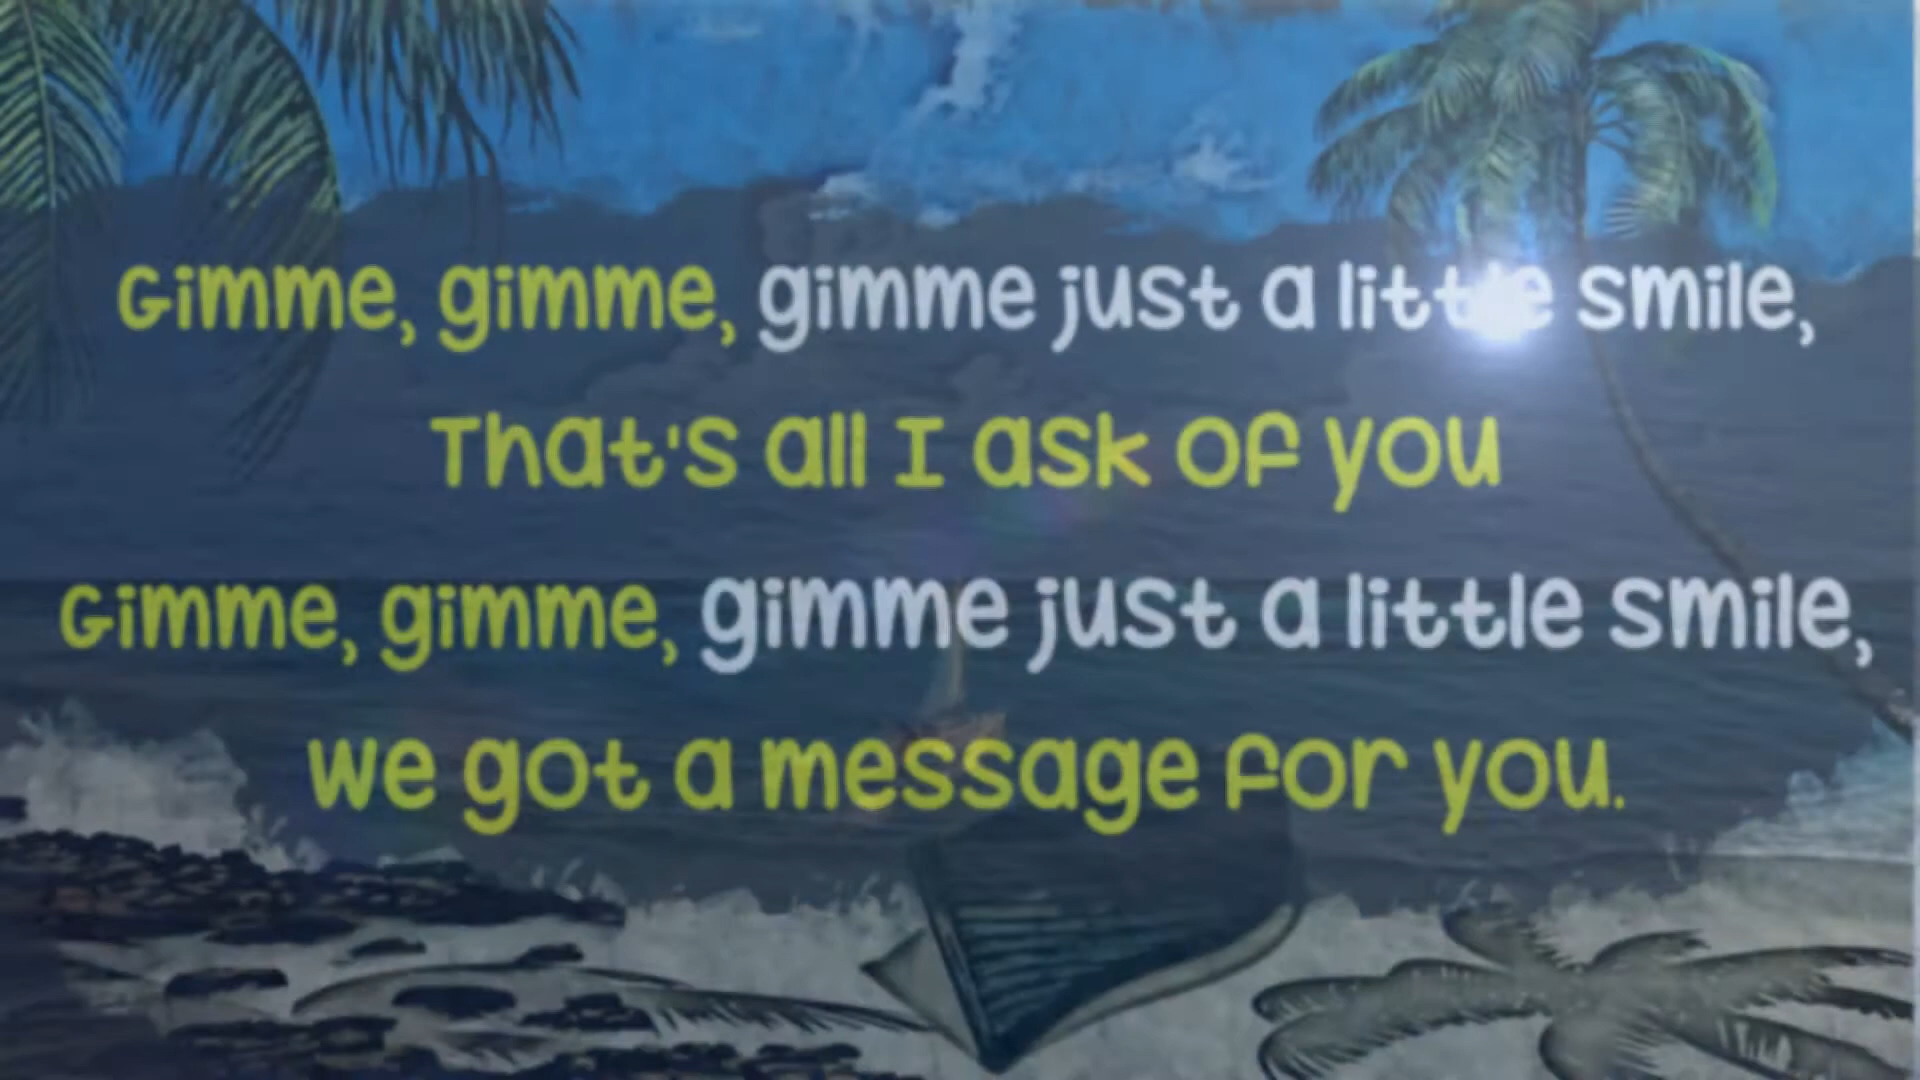 Gimme, gimme, gimme just a little smile,
That's all I ask of you
Gimme, gimme, gimme just a little smile,
We got a message for you.